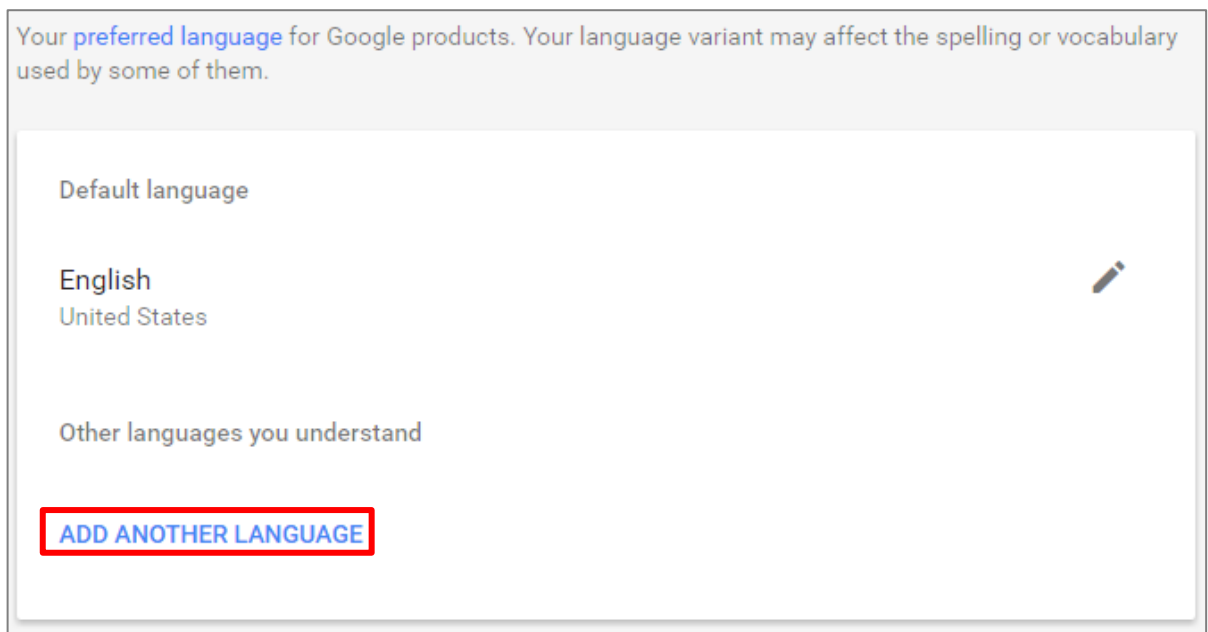 Your preferred language for Google products. Your language variant may affect the spelling or vocabulary
used by some of them.
Default language
English
United States
Other languages you understand
ADD ANOTHER LANGUAGE